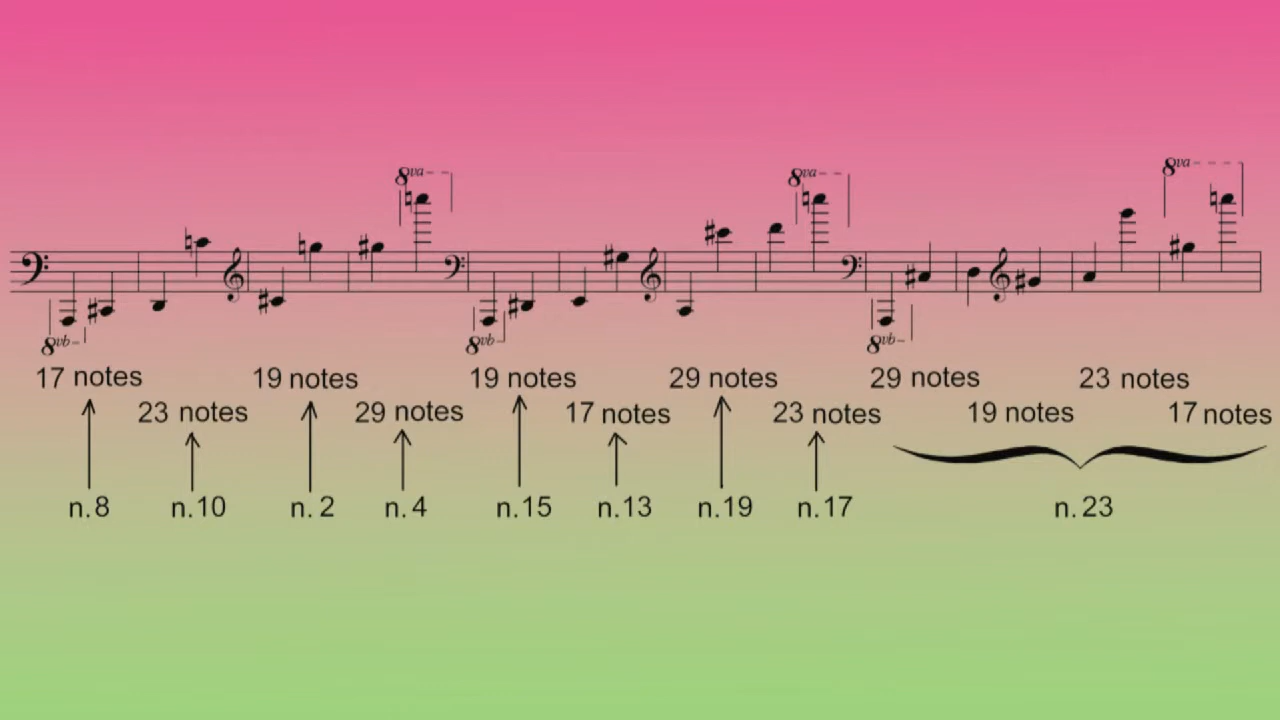 8va 8va 8va
8vb 8vb 8vb
17 notes 19 notes 19 notes 29 notes 29 notes 23 notes
23 notes 29 notes 17 notes 23 notes 19 notes 17 notes
n.8 n.10 n.2 n.4 n.15 n.13 n.19 n.17 n.23